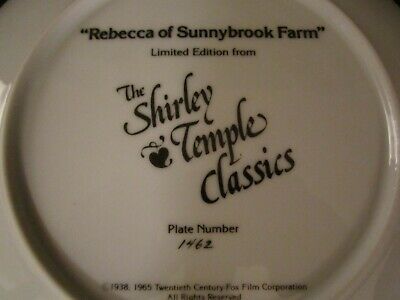 "Rebecca of Sunnybrook Farm"
Limited Edition from
The
Shirley
Temple
Classics
Plate Number
1462
© 1938, 1965 Twentieth Century-Fox Film Corporation
All Rights Reserved